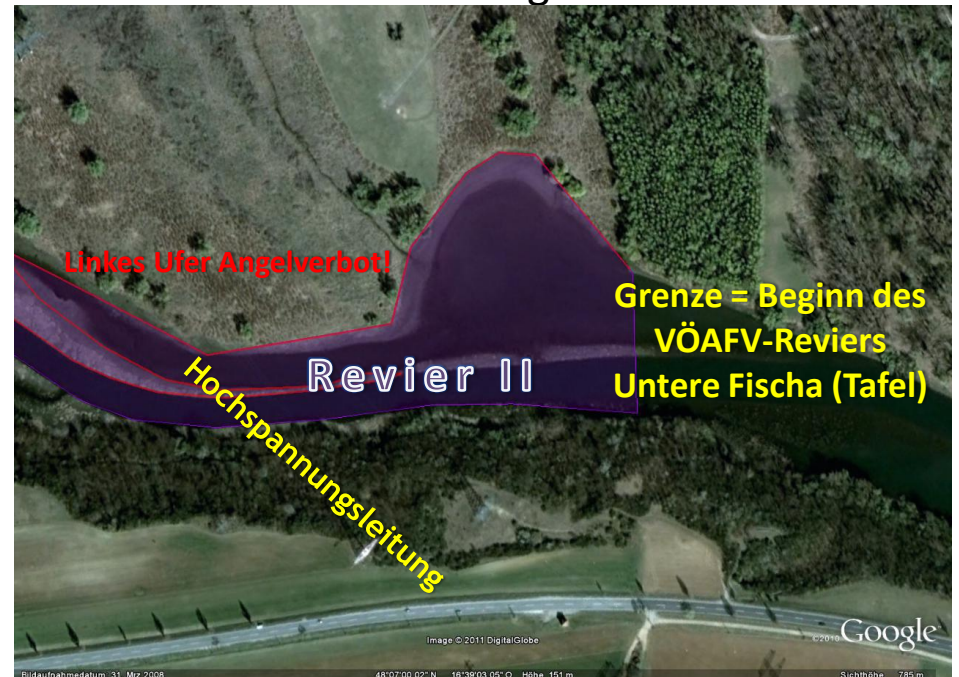 Linkes Ufer Angelverbot!
Grenze = Beginn des
VÖAFV-Reviers
Untere Fischa (Tafel)
Revier II
Hochspannungsleitung
Image © 2011 DigitalGlobe
©2010 Google
Bildaufnahmedatum: 31. Mrz 2008
48°07'00.02" N 16°39'03.05" O Höhe 151 m
Sichthöhe 785 m